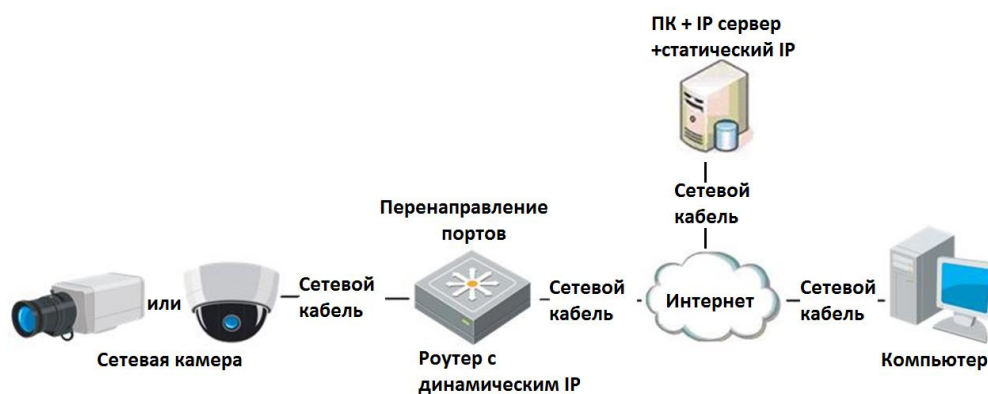 ПК + IP сервер
+статический IP
Сетевой
кабель
Перенаправление
портов
или
Сетевой
кабель
Сетевой
кабель
Интернет
Сетевой
кабель
Сетевая камера
Роутер с
динамическим IP
Компьютер